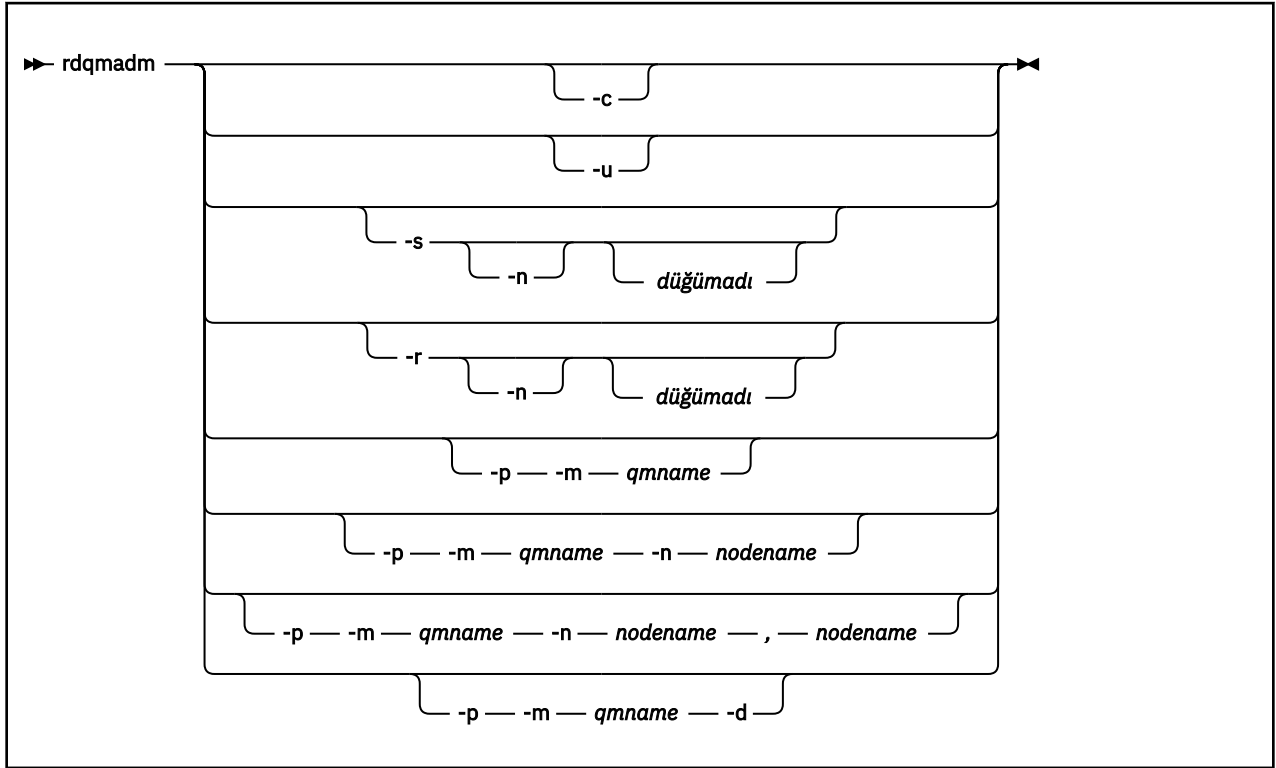 rdqmadm
-c
-u
-s
-n düğümadı
-r
-n düğümadı
-p -m qmname
-p -m qmname -n nodename
-p -m qmname -n nodename , nodename
-p -m qmname -d